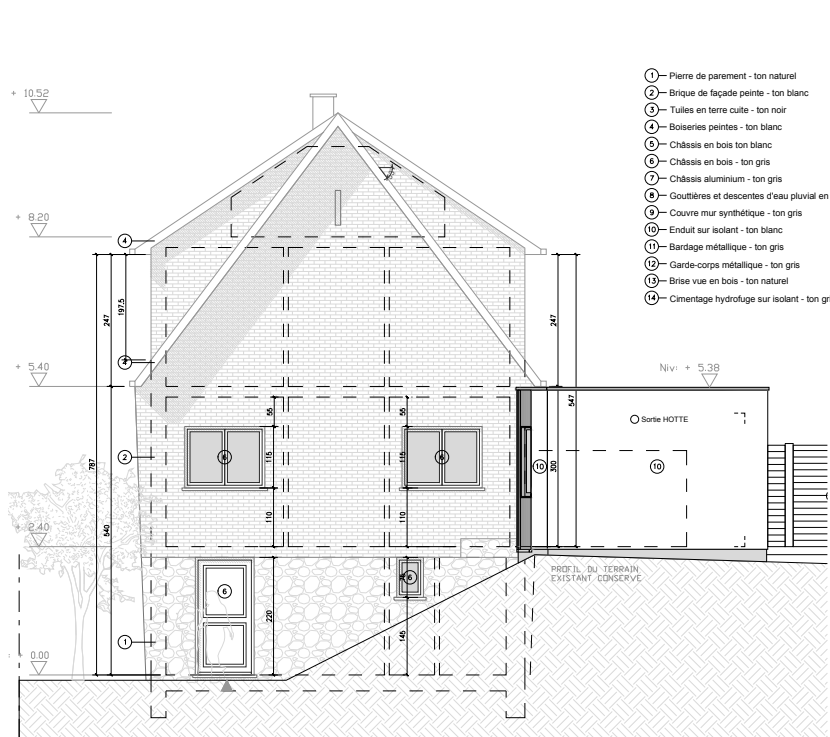 1 Pierre de parement - ton naturel
2 Brique de façade peinte - ton blanc
3 Tuiles en terre cuite - ton noir
4 Boiseries peintes - ton blanc
5 Châssis en bois ton blanc
6 Châssis en bois - ton gris
7 Châssis aluminium - ton gris
8 Gouttières et descentes d'eau pluvial en
9 Couvre mur synthétique - ton gris
10 Enduit sur isolant - ton blanc
11 Bardage métallique - ton gris
12 Garde-corps métallique - ton gris
13 Brise vue en bois - ton naturel
14 Cimentage hydrofuge sur isolant - ton gri
+ 10.52
+ 8.20
4
247
197.5
247
+ 5.40
Niv: + 5.38
547
55
55
Sortie HOTTE
2
6
6
10
10
787
115
115
300
540
110
110
+ 2.40
PROFIL DU TERRAIN
EXISTANT CONSERVE
6
6
220
145
1
0.00